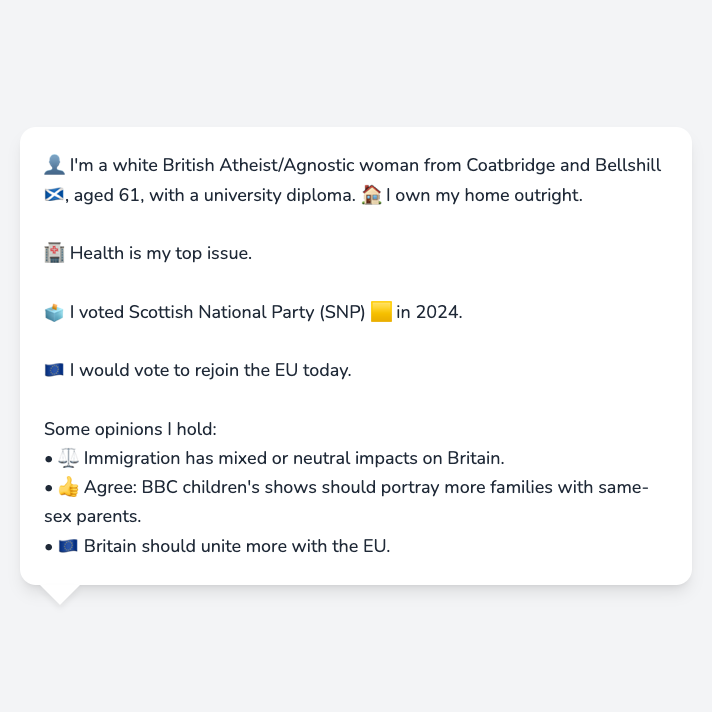 👤 I'm a white British Atheist/Agnostic woman from Coatbridge and Bellshill
🏴󠁧󠁢󠁳󠁣󠁴󠁿, aged 61, with a university diploma. 🏠 I own my home outright.
🏥 Health is my top issue.
🗳️ I voted Scottish National Party (SNP) 🟨 in 2024.
🇪🇺 I would vote to rejoin the EU today.
Some opinions I hold:
• ⚖️ Immigration has mixed or neutral impacts on Britain.
• 👍 Agree: BBC children's shows should portray more families with same-
sex parents.
• 🇪🇺 Britain should unite more with the EU.